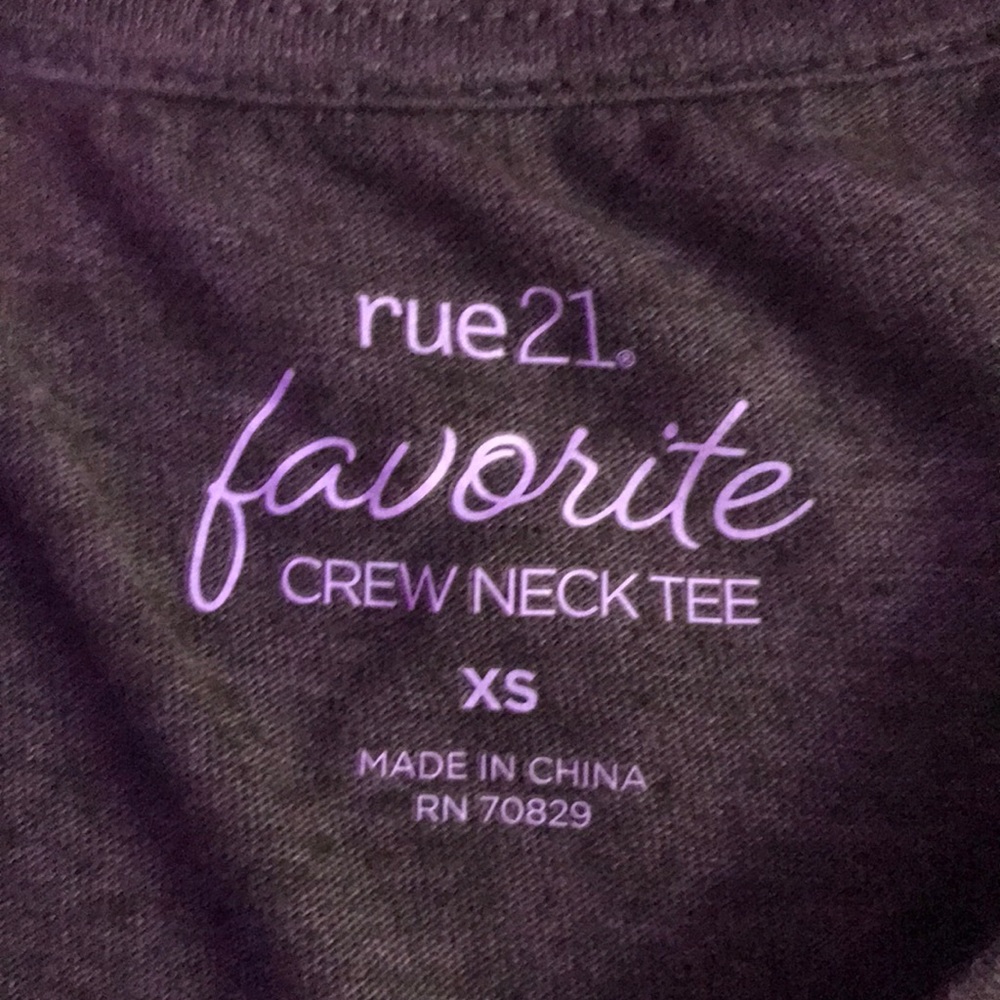 rue21®
favorite
CREW NECK TEE
XS
MADE IN CHINA
RN 70829